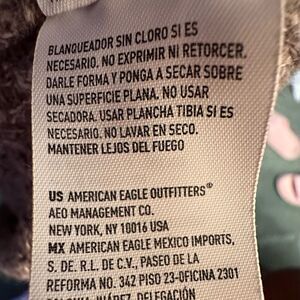 BLANQUEADOR SIN CLORO SI ES
NECESARIO. NO EXPRIMIR NI RETORCER.
DARLE FORMA Y PONGA A SECAR SOBRE
UNA SUPERFICIE PLANA. NO USAR
SECADORA. USAR PLANCHA TIBIA SI ES
NECESARIO. NO LAVAR EN SECO.
MANTENER LEJOS DEL FUEGO
US AMERICAN EAGLE OUTFITTERS®
AEO MANAGEMENT CO.
NEW YORK, NY 10016 USA
MX AMERICAN EAGLE MEXICO IMPORTS,
S. DE. R.L. DE C.V., PASEO DE LA
REFORMA NO. 342 PISO 23-OFICINA 2301
JUÁREZ, DELEGACIÓN